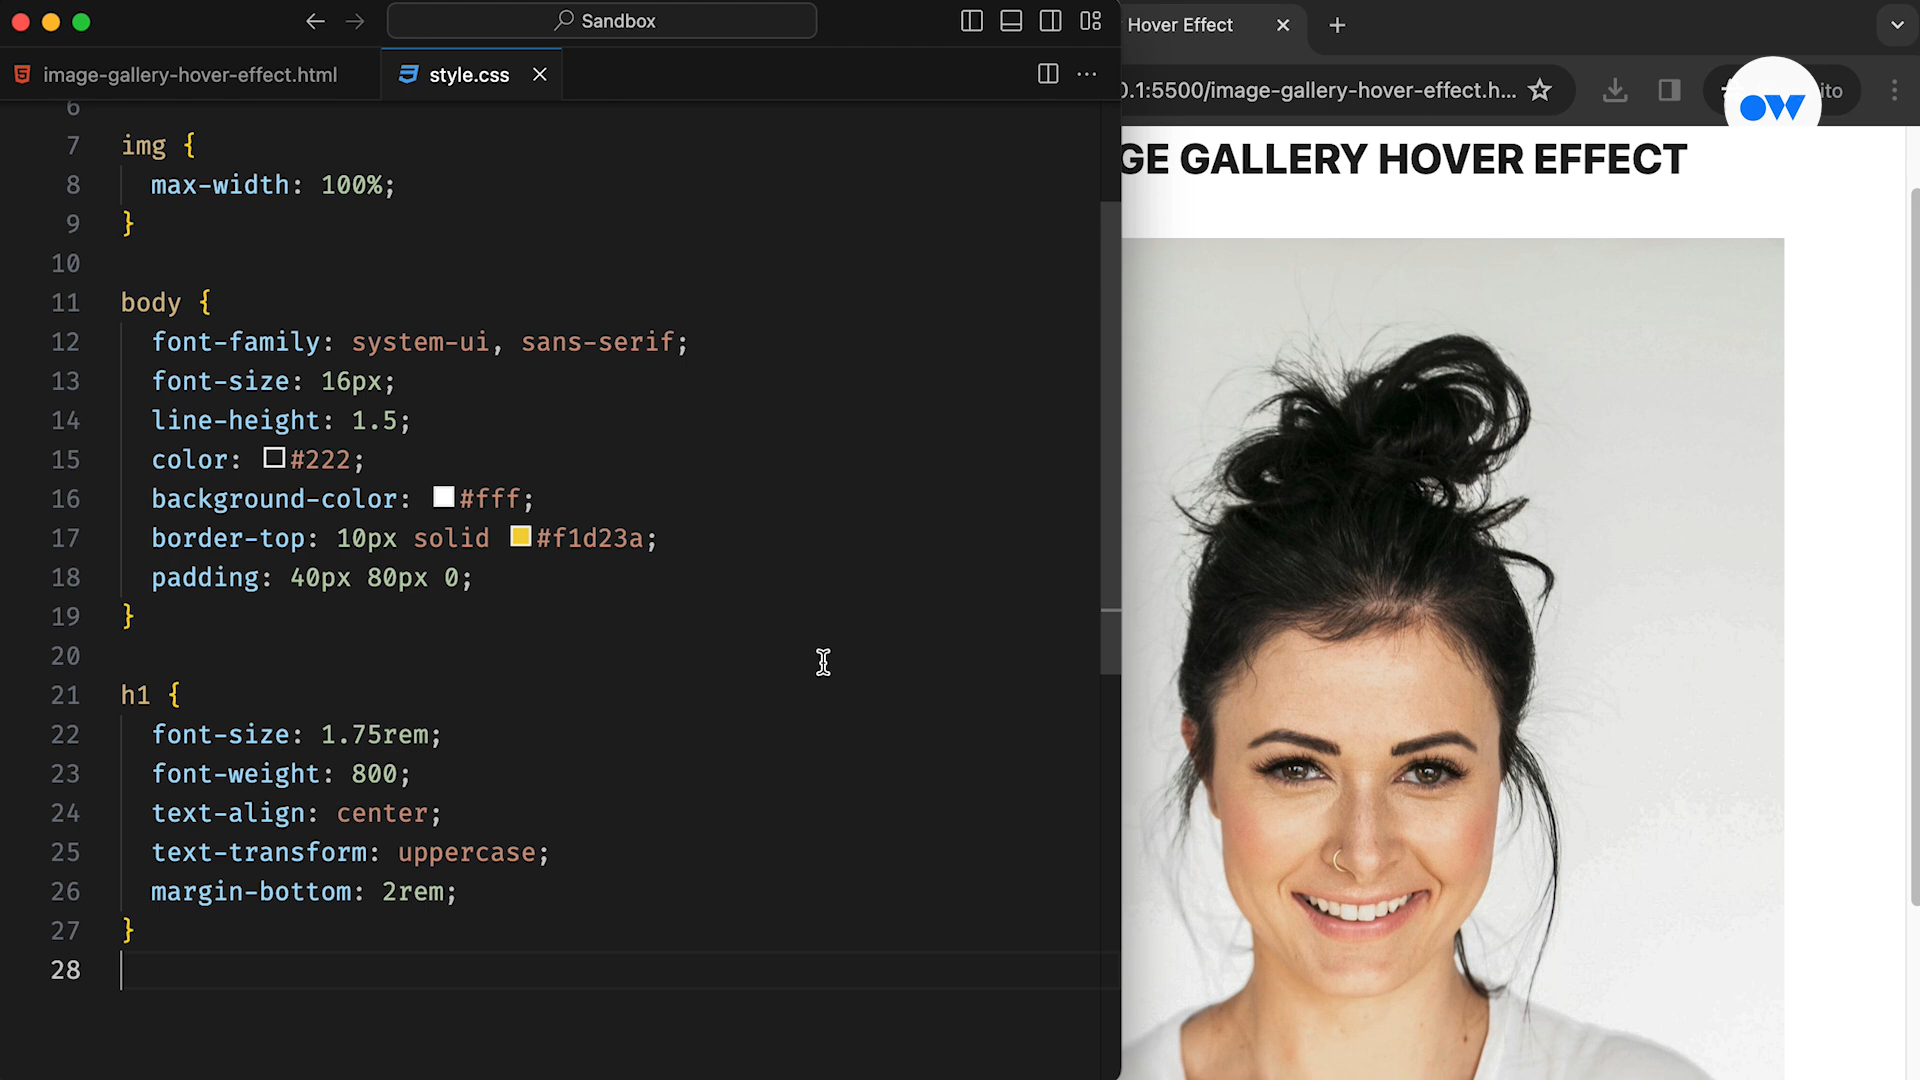 Sandbox
Hover Effect
image-gallery-hover-effect.html
style.css
0.1:5500/image-gallery-hover-effect.h...
ito
OW
GE GALLERY HOVER EFFECT
6
7 img {
8 max-width: 100%;
9 }
10
11 body {
12 font-family: system-ui, sans-serif;
13 font-size: 16px;
14 line-height: 1.5;
15 color: #222;
16 background-color: #fff;
17 border-top: 10px solid #f1d23a;
18 padding: 40px 80px 0;
19 }
20
21 h1 {
22 font-size: 1.75rem;
23 font-weight: 800;
24 text-align: center;
25 text-transform: uppercase;
26 margin-bottom: 2rem;
27 }
28